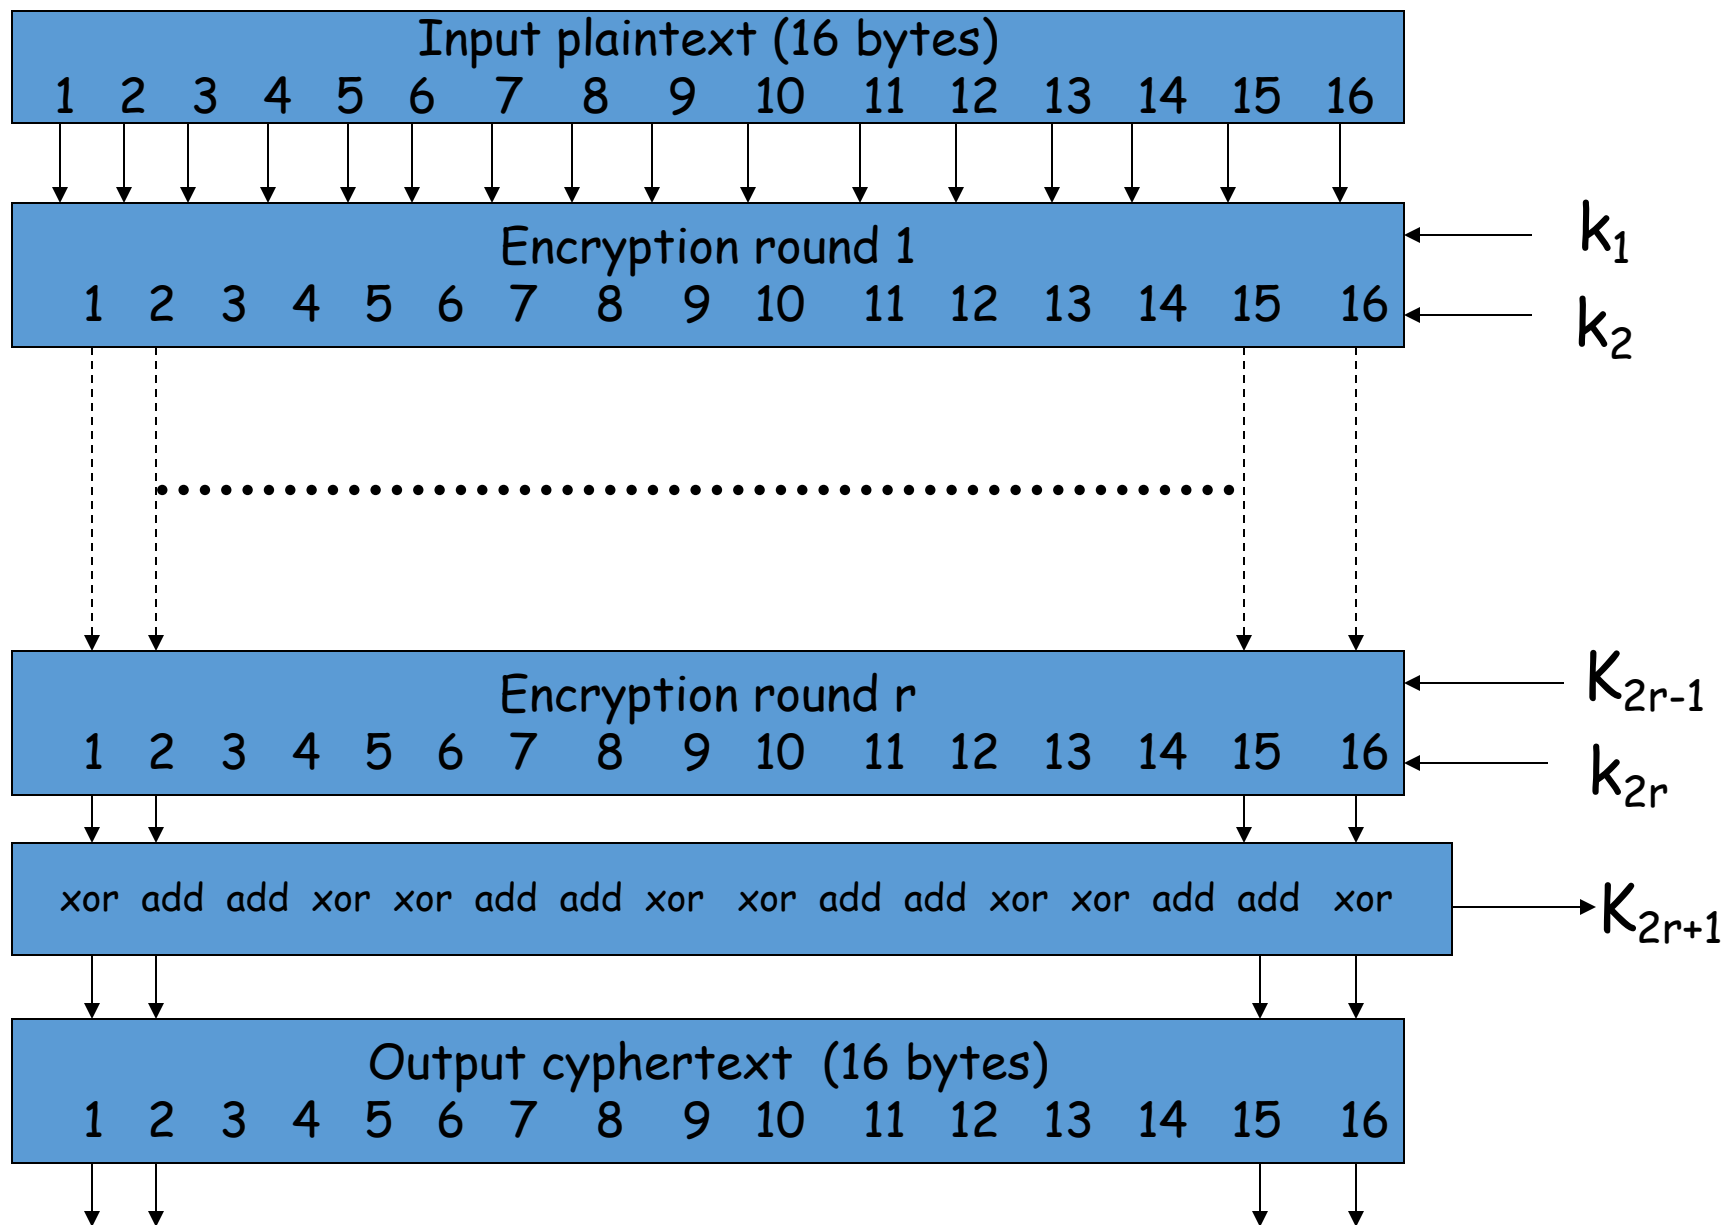 Input plaintext (16 bytes)
1 2 3 4 5 6 7 8 9 10 11 12 13 14 15 16
Encryption round 1
k1
1 2 3 4 5 6 7 8 9 10 11 12 13 14 15 16
k2
Encryption round r
K2r-1
1 2 3 4 5 6 7 8 9 10 11 12 13 14 15 16
k2r
xor add add xor xor add add xor xor add add xor xor add add xor
K2r+1
Output cyphertext (16 bytes)
1 2 3 4 5 6 7 8 9 10 11 12 13 14 15 16